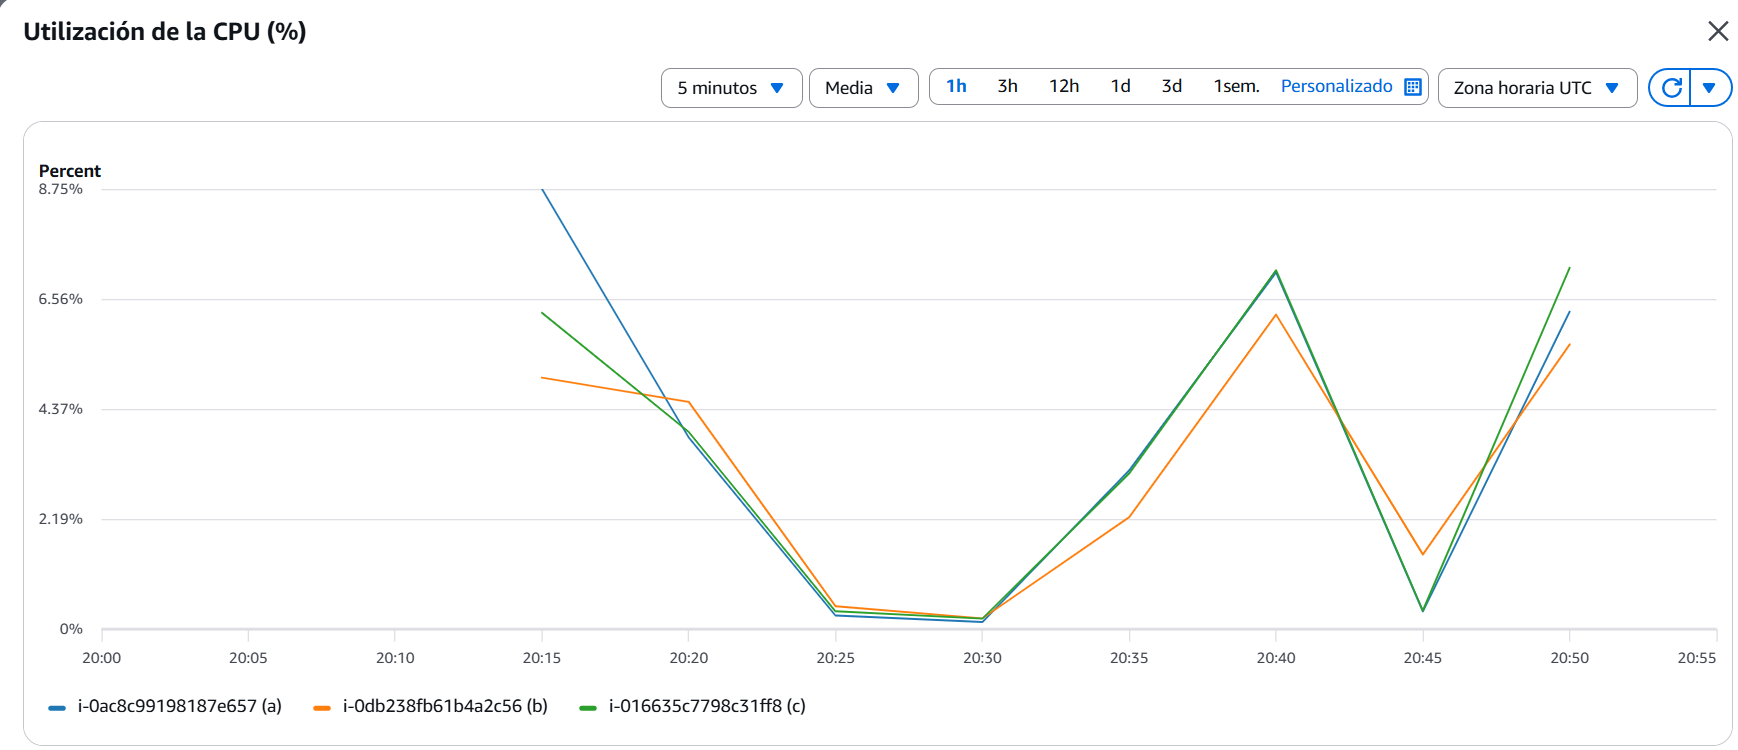 Utilización de la CPU (%)
5 minutos Media 1h 3h 12h 1d 3d 1sem. Personalizado Zona horaria UTC
Percent
8.75%
6.56%
4.37%
2.19%
0%
20:00 20:05 20:10 20:15 20:20 20:25 20:30 20:35 20:40 20:45 20:50 20:55
i-0ac8c99198187e657 (a) i-0db238fb61b4a2c56 (b) i-016635c7798c31ff8 (c)